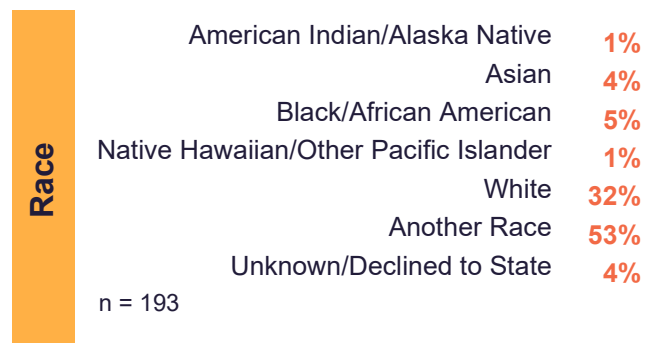 Race
American Indian/Alaska Native 1%
Asian 4%
Black/African American 5%
Native Hawaiian/Other Pacific Islander 1%
White 32%
Another Race 53%
Unknown/Declined to State 4%
n = 193